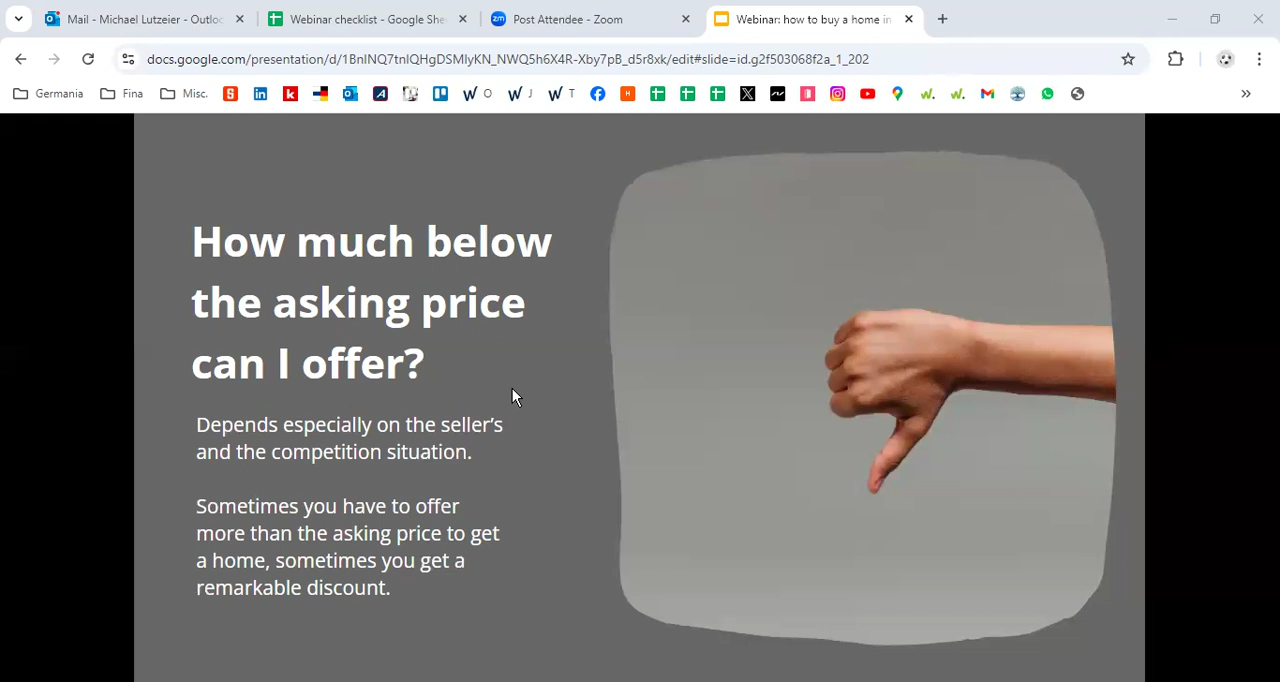 Mail - Michael Lutzeier - Outloo
Webinar checklist - Google She
Post Attendee - Zoom
Webinar: how to buy a home in
docs.google.com/presentation/d/1BnINQ7tnIQHgDSMIyKN_NWQ5h6X4R-Xby7pB_d5r8xk/edit#slide=id.g2f503068f2a_1_202
Germania
Fina
Misc.
O
J
T
How much below
the asking price
can I offer?
Depends especially on the seller’s
and the competition situation.
Sometimes you have to offer
more than the asking price to get
a home, sometimes you get a
remarkable discount.